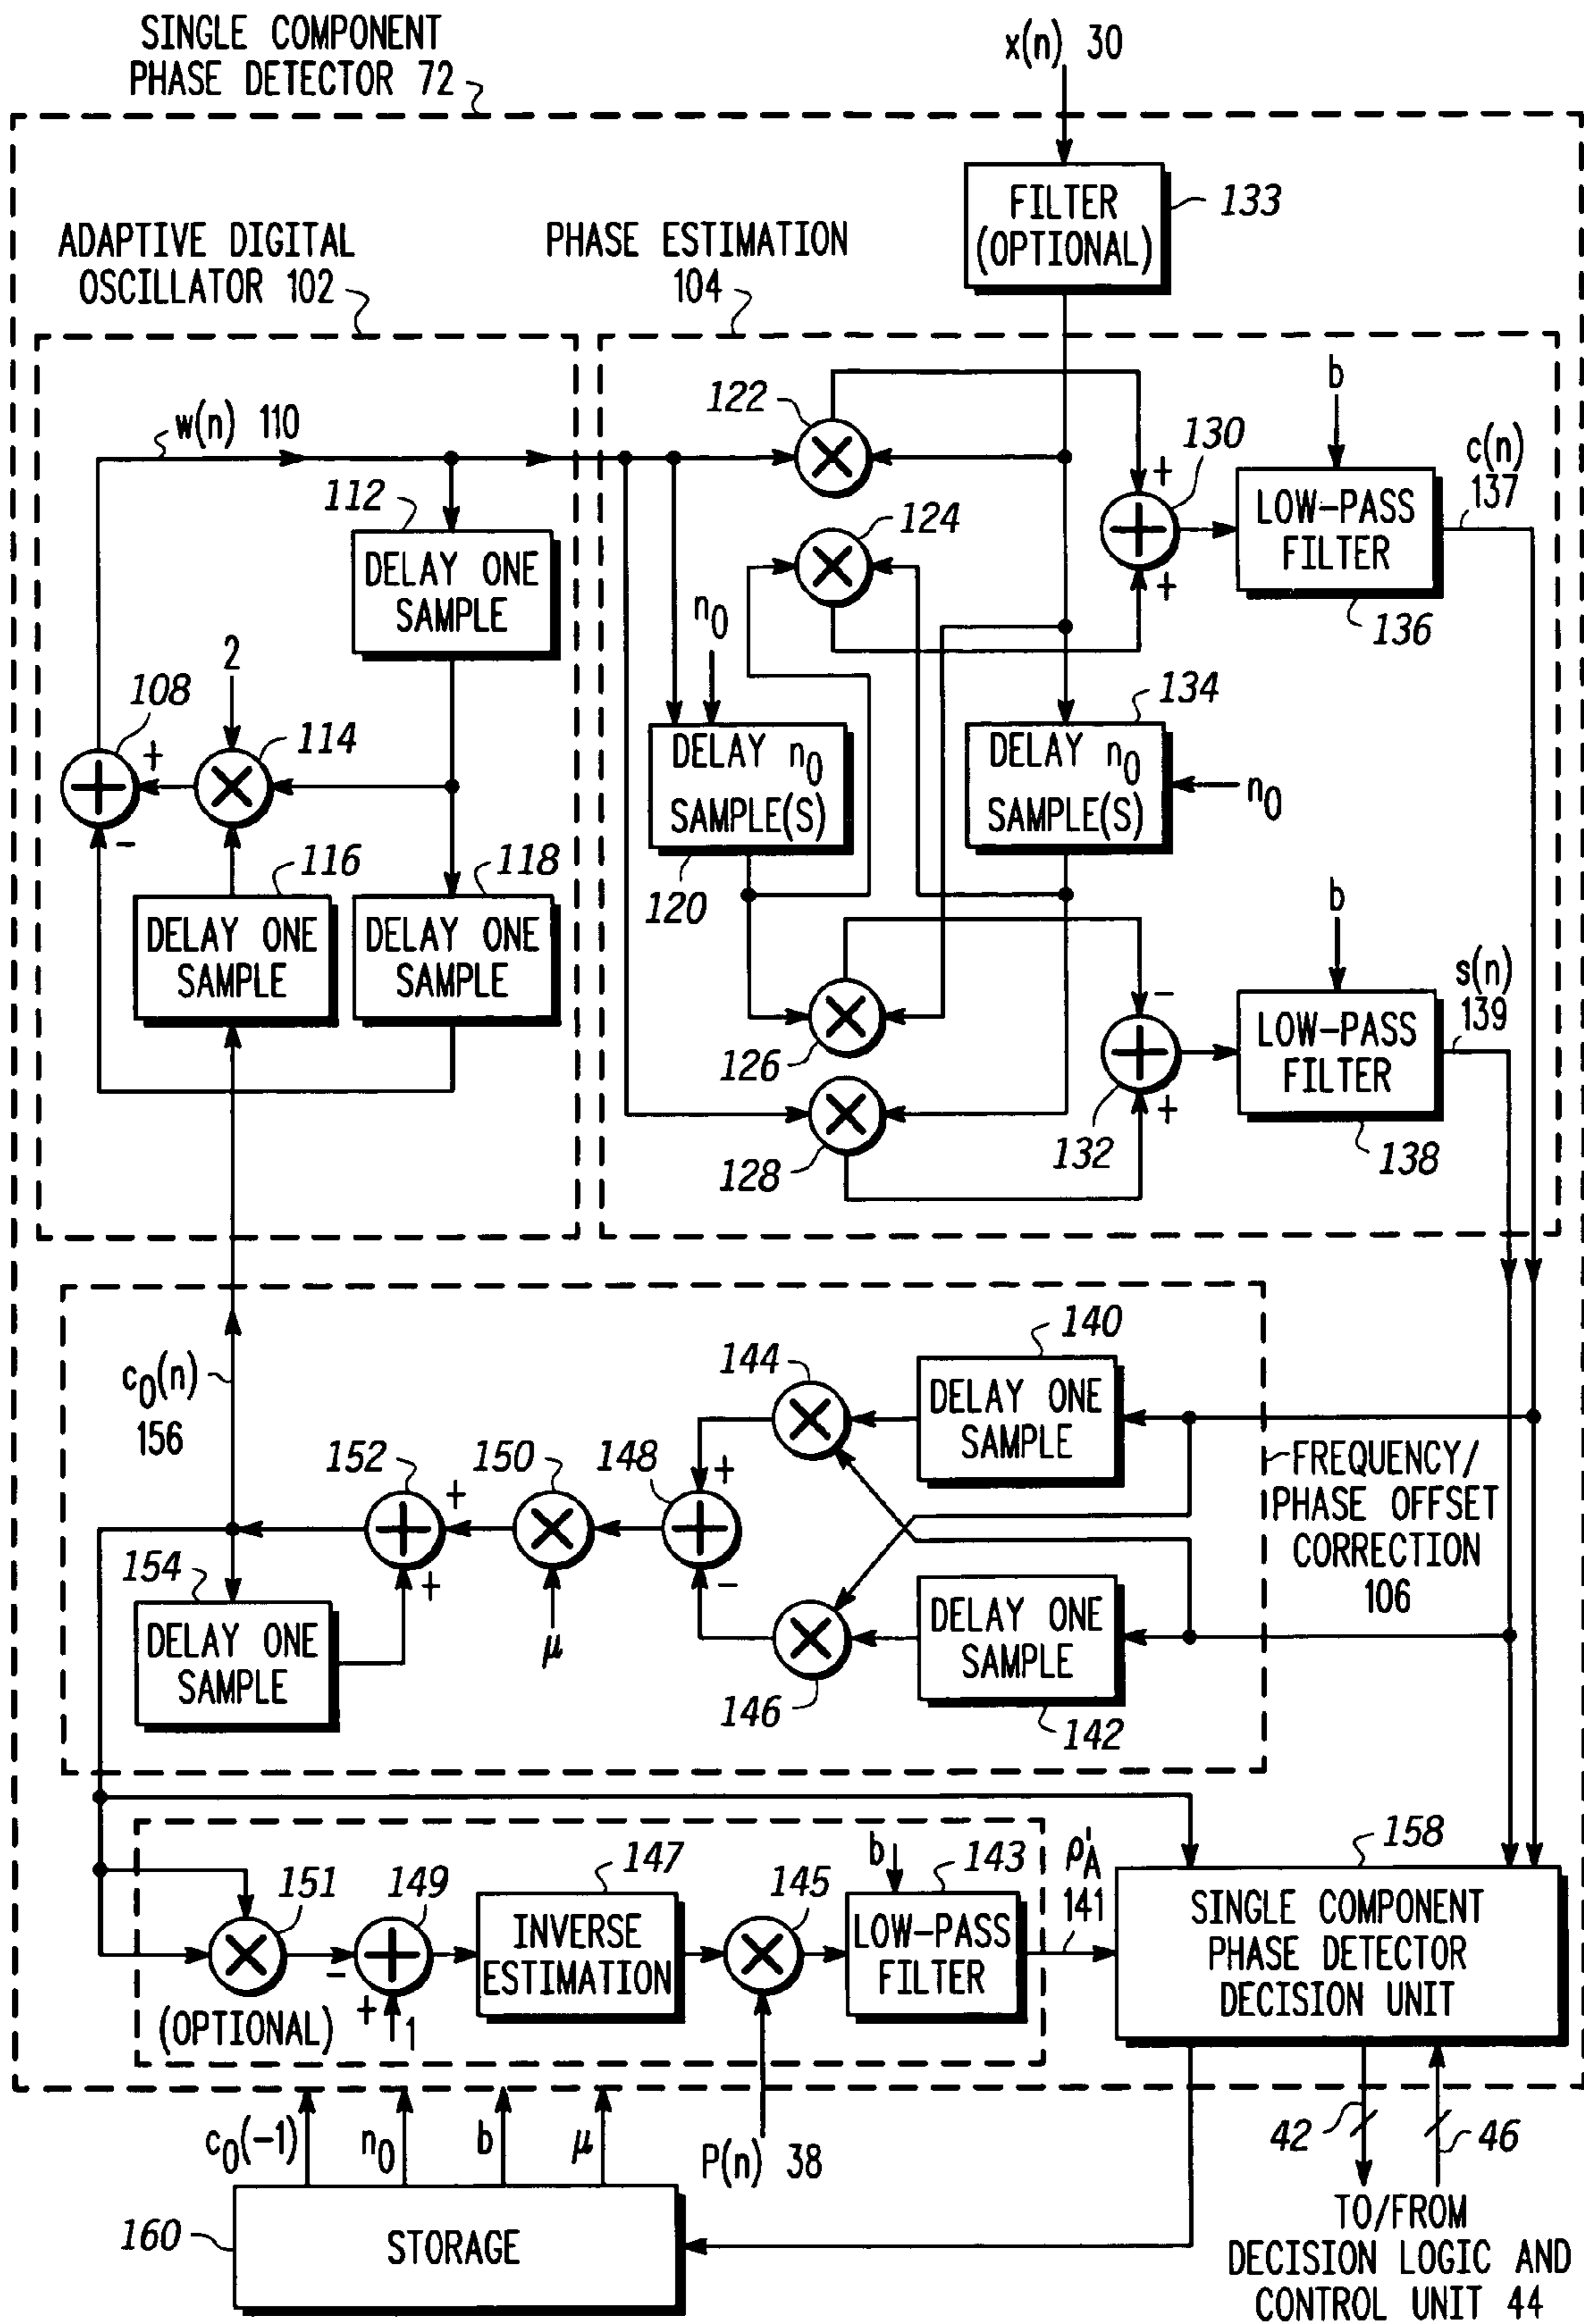 SINGLE COMPONENT
PHASE DETECTOR 72
x(n) 30
FILTER
(OPTIONAL)
133
ADAPTIVE DIGITAL
OSCILLATOR 102
PHASE ESTIMATION
104
w(n) 110
112
DELAY ONE
SAMPLE
2
108
+
114
-
116
DELAY ONE
SAMPLE
118
DELAY ONE
SAMPLE
122
124
n0
DELAY n0
SAMPLE(S)
120
134
DELAY n0
SAMPLE(S)
n0
+
130
+
b
LOW-PASS
FILTER
136
c(n)
137
126
128
-
132
+
b
LOW-PASS
FILTER
138
s(n)
139
c0(n)
156
140
DELAY ONE
SAMPLE
144
152
+
+
150
μ
148
+
-
154
DELAY ONE
SAMPLE
146
DELAY ONE
SAMPLE
142
FREQUENCY/
PHASE OFFSET
CORRECTION
106
151
(OPTIONAL)
149
-
+
1
147
INVERSE
ESTIMATION
145
b
143
LOW-PASS
FILTER
ρ'A
141
158
SINGLE COMPONENT
PHASE DETECTOR
DECISION UNIT
c0(-1)
n0
b
μ
P(n) 38
42
46
160
STORAGE
TO/FROM
DECISION LOGIC AND
CONTROL UNIT 44